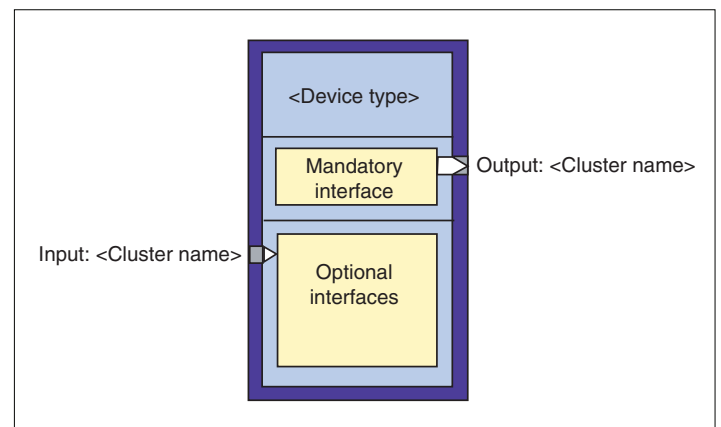 <Device type>
Mandatory
interface
Output: <Cluster name>
Input: <Cluster name>
Optional
interfaces